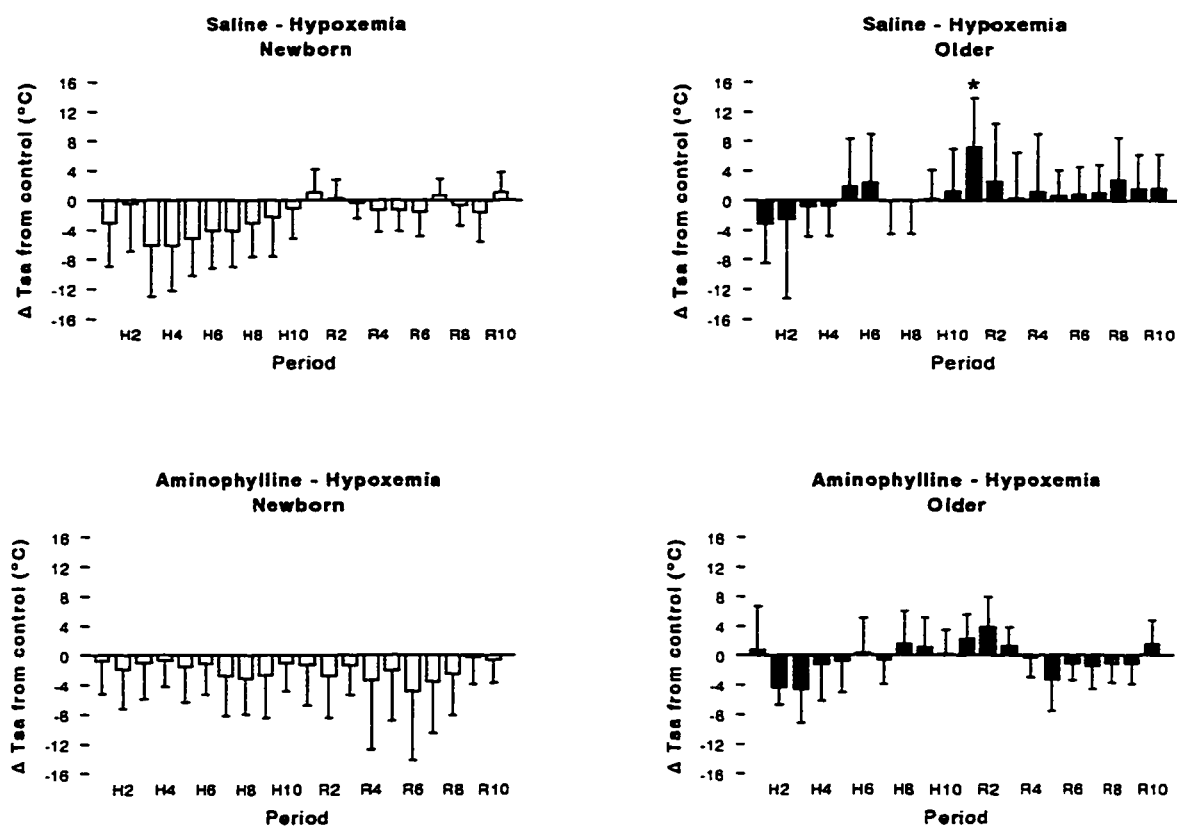 Saline - Hypoxemia
Newborn
Δ Tsa from control (°C)
16
12
8
4
0
-4
-8
-12
-16
H2 H4 H6 H8 H10 R2 R4 R6 R8 R10
Period
Saline - Hypoxemia
Older
Δ Tsa from control (°C)
16
12
8
4
0
-4
-8
-12
-16
*
H2 H4 H6 H8 H10 R2 R4 R6 R8 R10
Period
Aminophylline - Hypoxemia
Newborn
Δ Tsa from control (°C)
16
12
8
4
0
-4
-8
-12
-16
H2 H4 H6 H8 H10 R2 R4 R6 R8 R10
Period
Aminophylline - Hypoxemia
Older
Δ Tsa from control (°C)
16
12
8
4
0
-4
-8
-12
-16
H2 H4 H6 H8 H10 R2 R4 R6 R8 R10
Period